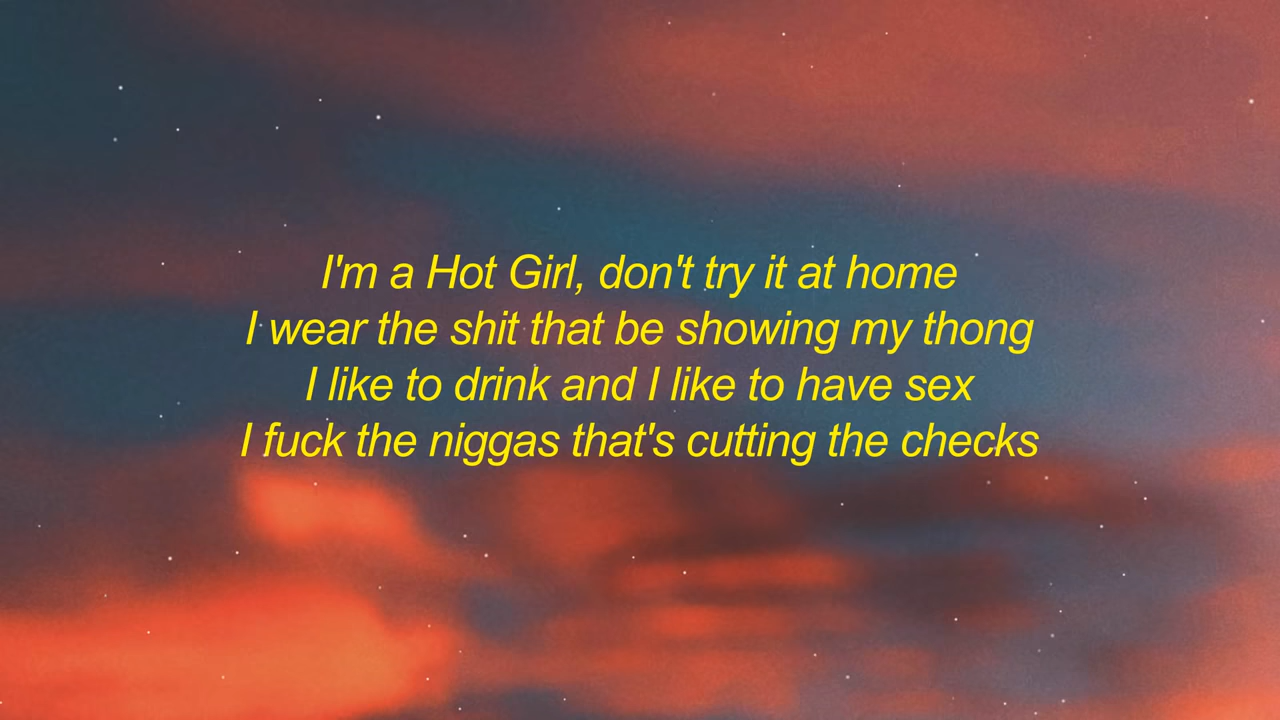 I'm a Hot Girl, don't try it at home
I wear the shit that be showing my thong
I like to drink and I like to have sex
I fuck the niggas that's cutting the checks